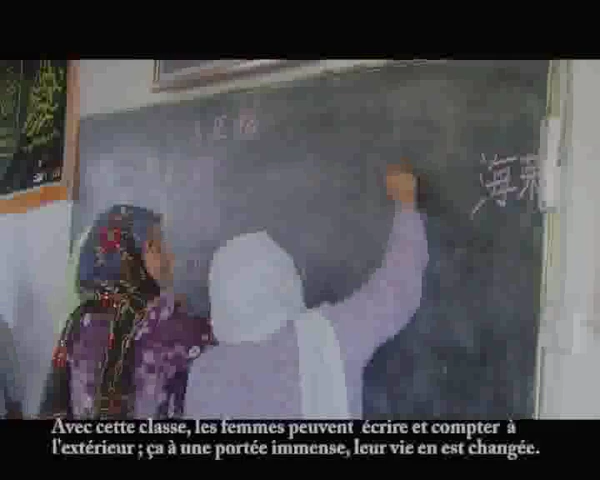 海
Avec cette classe, les femmes peuvent écrire et compter à
l'extérieur ; ça à une portée immense, leur vie en est changée.